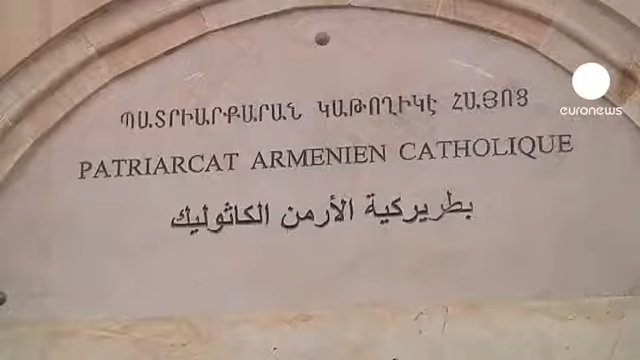 ՊԱՏՐԻԱՐՔԱՐԱՆ ԿԱԹՈՂԻԿԷ ՀԱՅՈՑ
PATRIARCAT ARMENIEN CATHOLIQUE
بطريركية الأرمن الكاثوليك
euronews